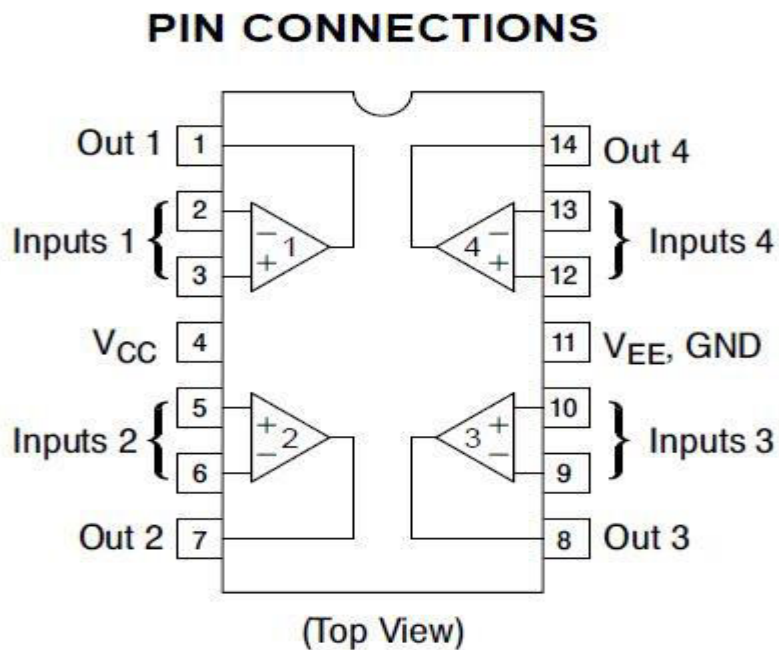 PIN CONNECTIONS
Out 1 1 14 Out 4
2 13
Inputs 1 { − 1 4 − } Inputs 4
3 + + 12
VCC 4 11 VEE, GND
5 + + 10
Inputs 2 { 2 3 } Inputs 3
6 − − 9
Out 2 7 8 Out 3
(Top View)